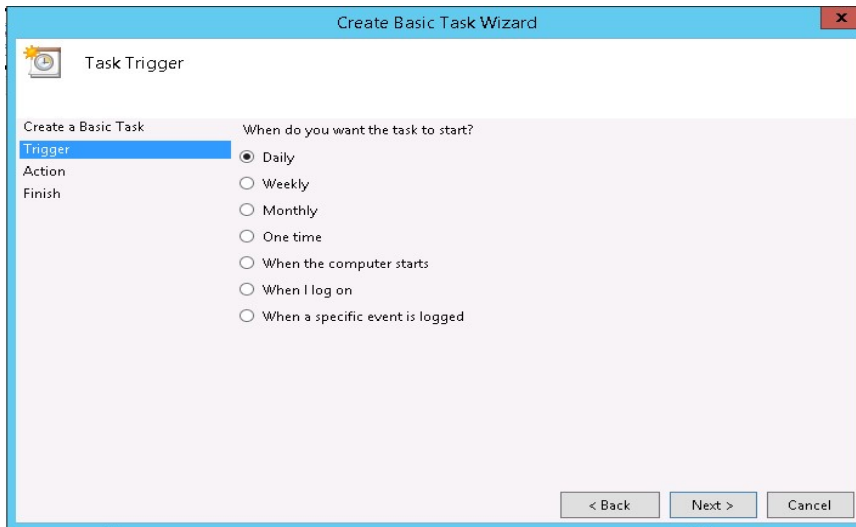 Create Basic Task Wizard
x
Task Trigger
Create a Basic Task
Trigger
Action
Finish
When do you want the task to start?
Daily
Weekly
Monthly
One time
When the computer starts
When I log on
When a specific event is logged
< Back
Next >
Cancel